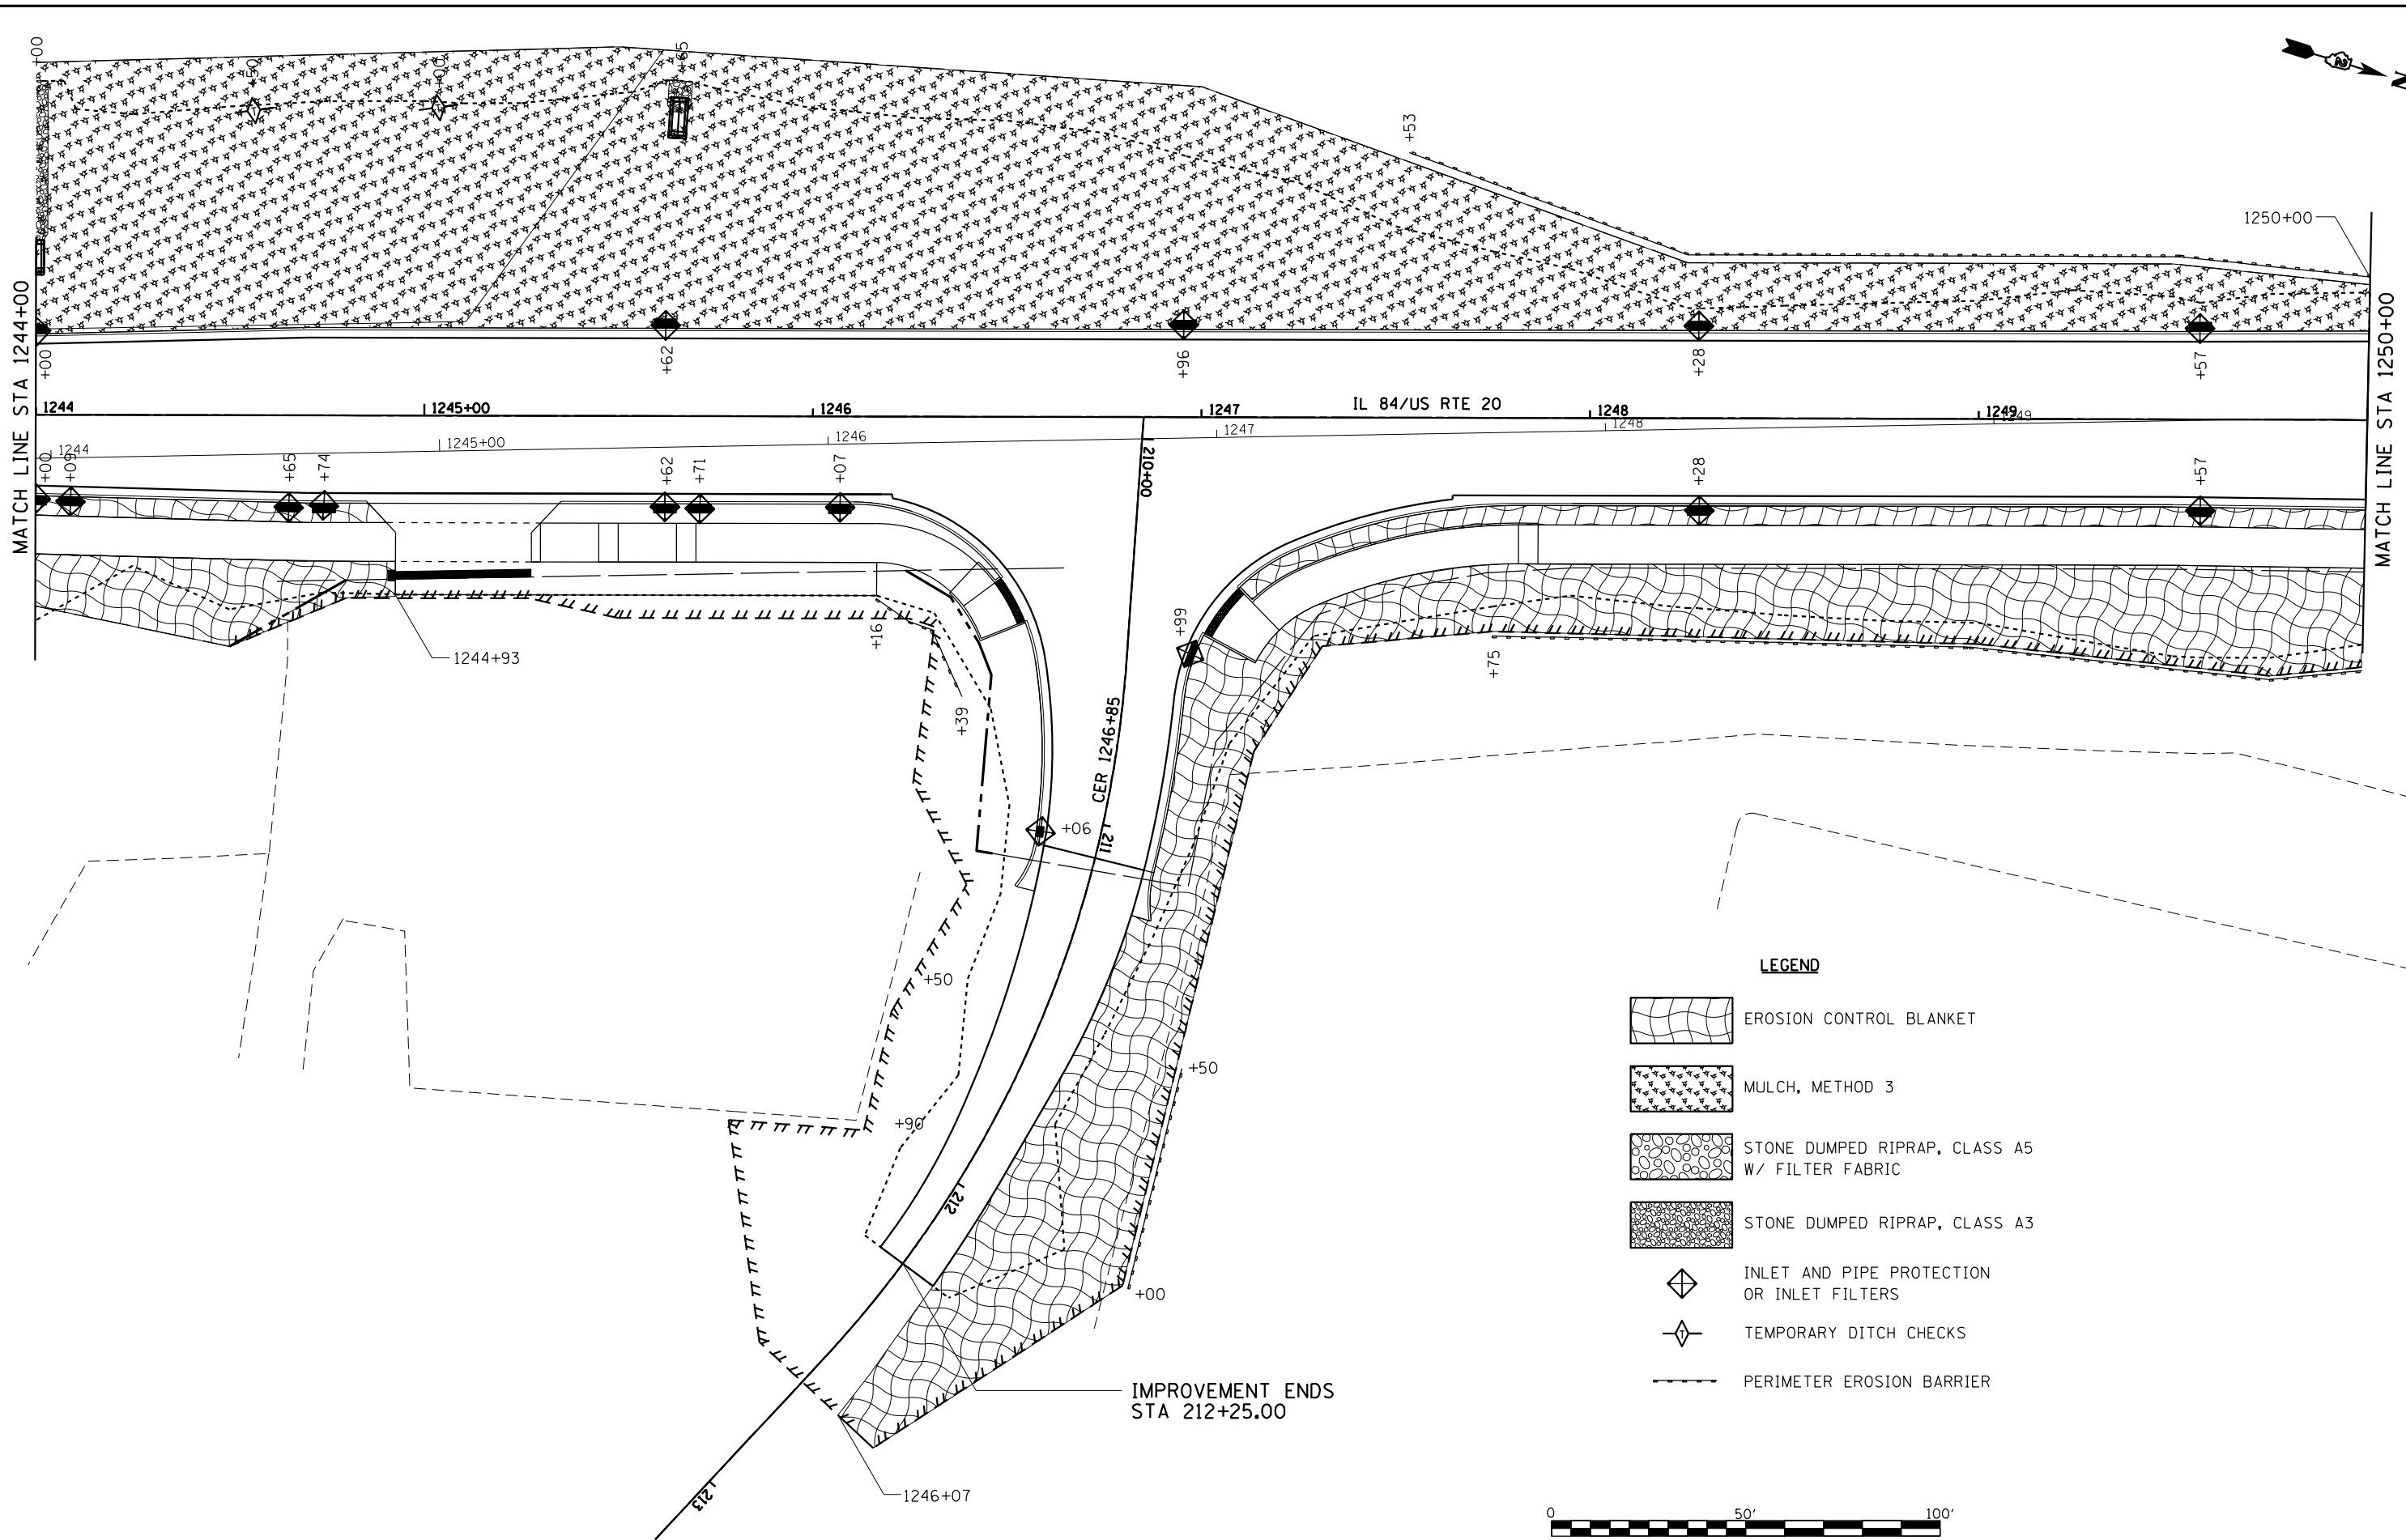 +00
+50
+00
+65
+53
N
1250+00
MATCH LINE STA 1244+00
MATCH LINE STA 1250+00
+00
+62
+96
+28
+57
IL 84/US RTE 20
1244
1245+00
1246
1247
1248
1249
1244
1245+00
1246
1247
1248
1249
210+00
+00
+09
+65
+74
+62
+71
+07
+28
+57
+16
+99
+75
1244+93
+39
CER 1246+85
+06
211
+50
+50
+90
212
+00
213
IMPROVEMENT ENDS
STA 212+25.00
1246+07
LEGEND
EROSION CONTROL BLANKET
MULCH, METHOD 3
STONE DUMPED RIPRAP, CLASS A5
W/ FILTER FABRIC
STONE DUMPED RIPRAP, CLASS A3
INLET AND PIPE PROTECTION
OR INLET FILTERS
T
TEMPORARY DITCH CHECKS
PERIMETER EROSION BARRIER
0 50' 100'